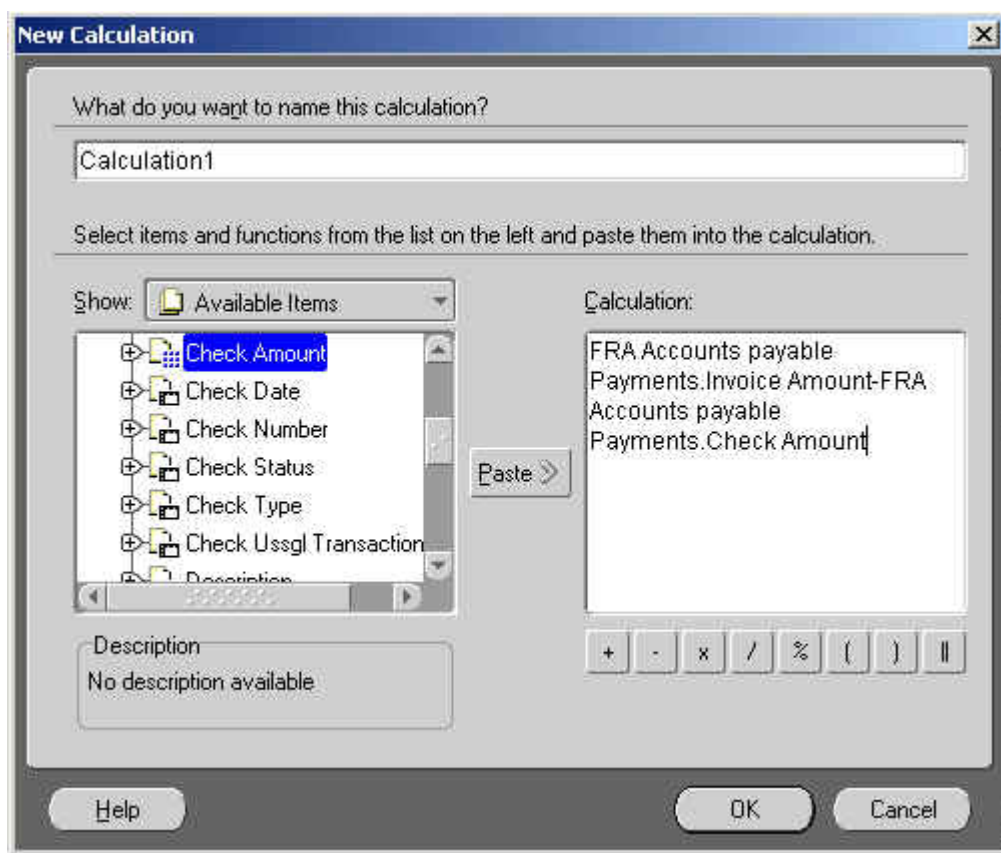 New Calculation
What do you want to name this calculation?
Calculation1
Select items and functions from the list on the left and paste them into the calculation.
Show: Available Items
Calculation:
Check Amount
Check Date
Check Number
Check Status
Check Type
Check Ussgl Transaction
Description
Paste
FRA Accounts payable
Payments.Invoice Amount-FRA
Accounts payable
Payments.Check Amount
+ - x / % ( ) ||
Description
No description available
Help
OK
Cancel